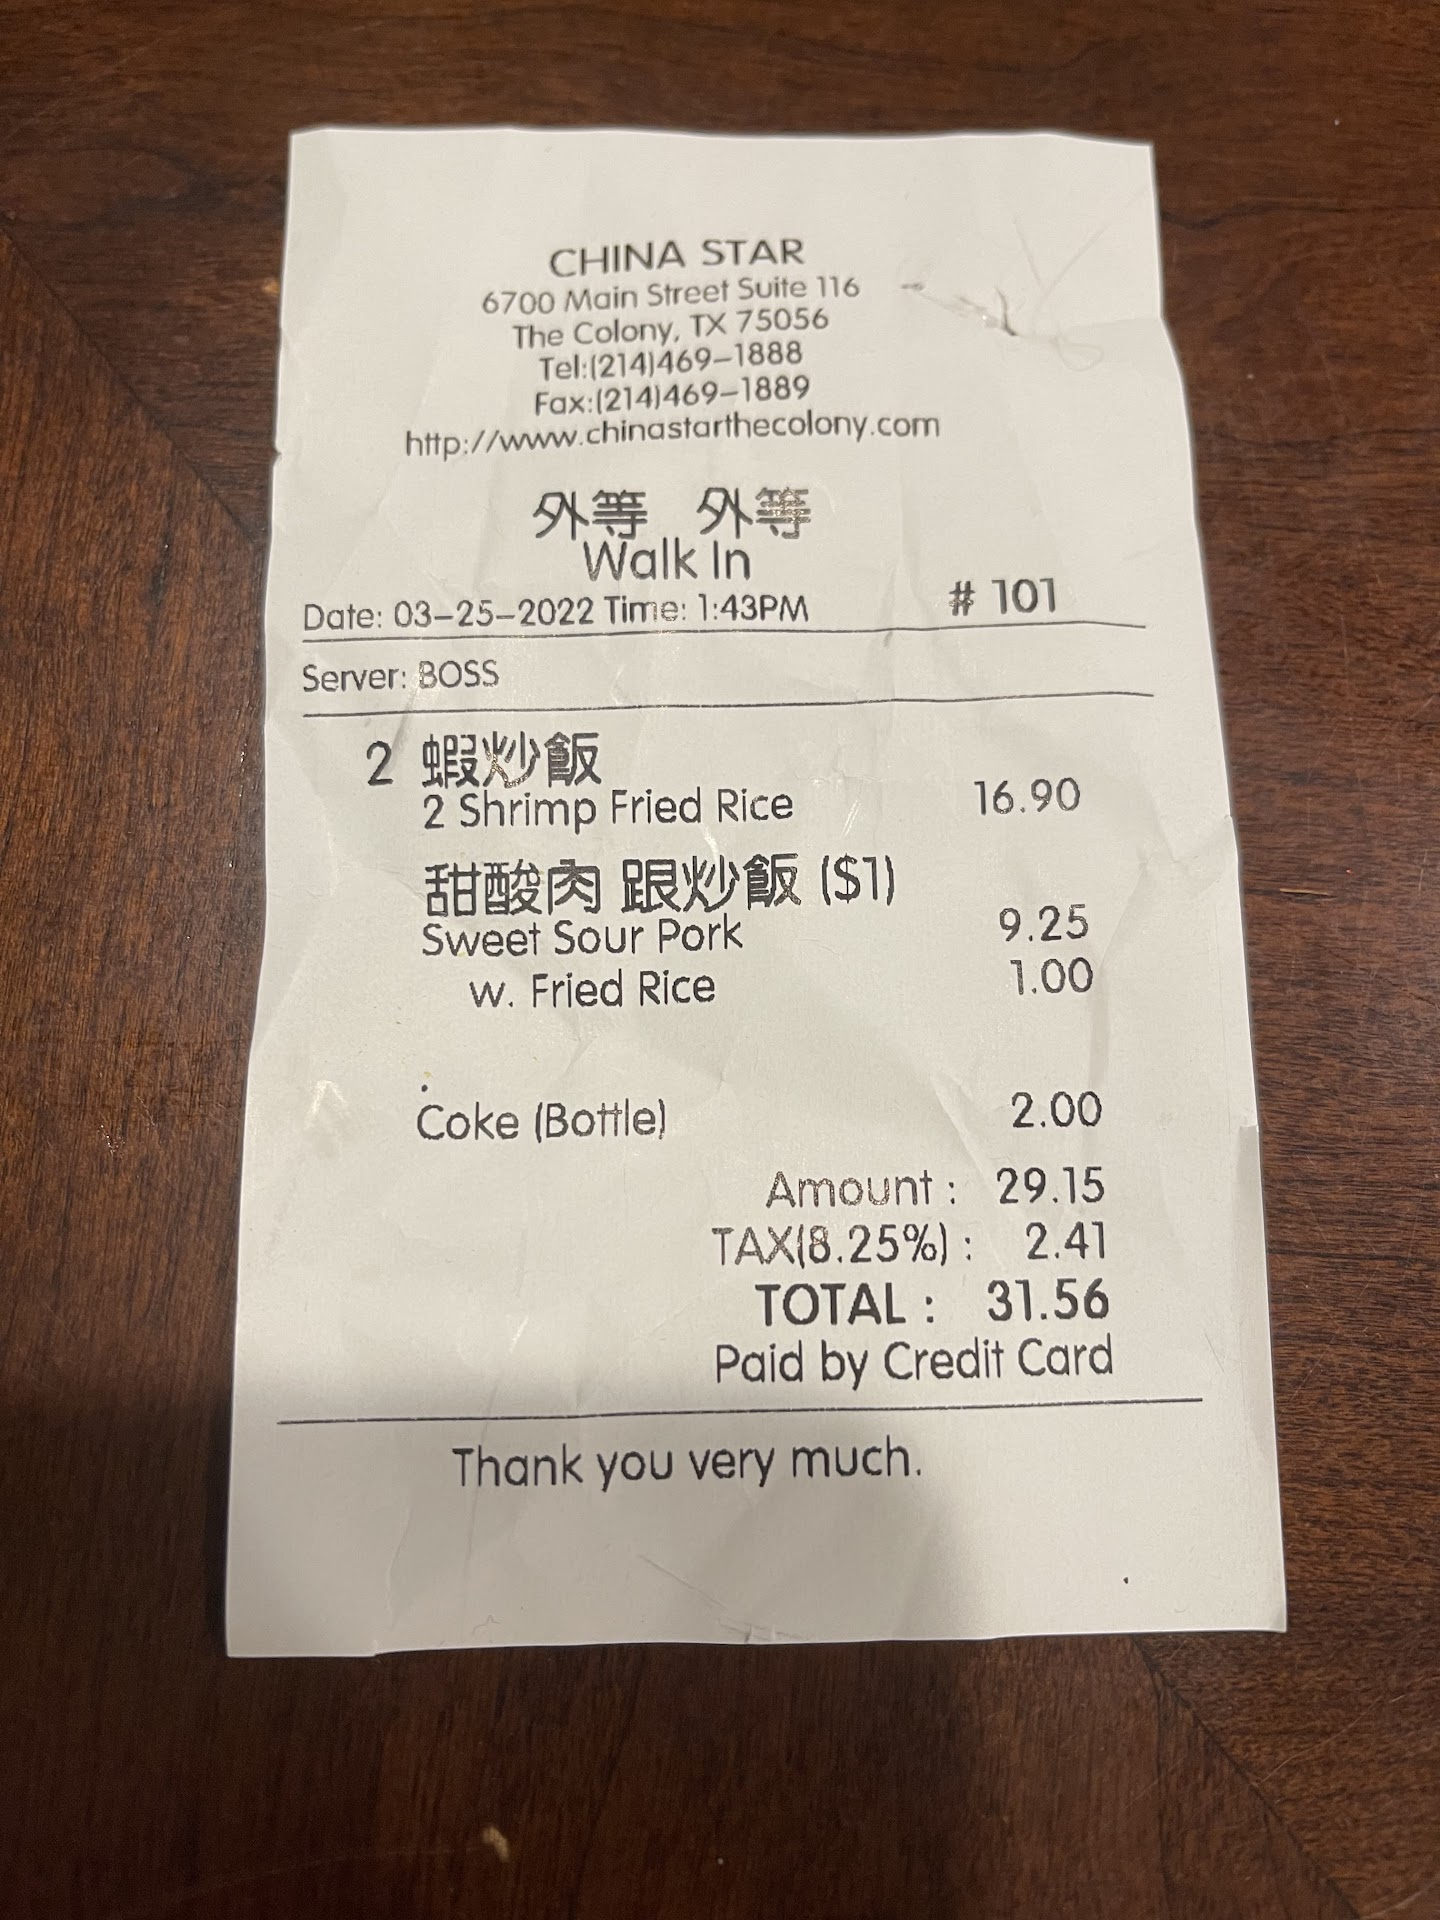 CHINA STAR
6700 Main Street Suite 116
The Colony, TX 75056
Tel:(214)469-1888
Fax:(214)469-1889
http://www.chinastarthecolony.com
外等 外等
Walk In
Date: 03-25-2022 Time: 1:43PM # 101
Server: BOSS
2 蝦炒飯
2 Shrimp Fried Rice 16.90
甜酸肉 跟炒飯 ($1)
Sweet Sour Pork 9.25
w. Fried Rice 1.00
.
Coke (Bottle) 2.00
Amount : 29.15
TAX(8.25%) : 2.41
TOTAL : 31.56
Paid by Credit Card
Thank you very much.